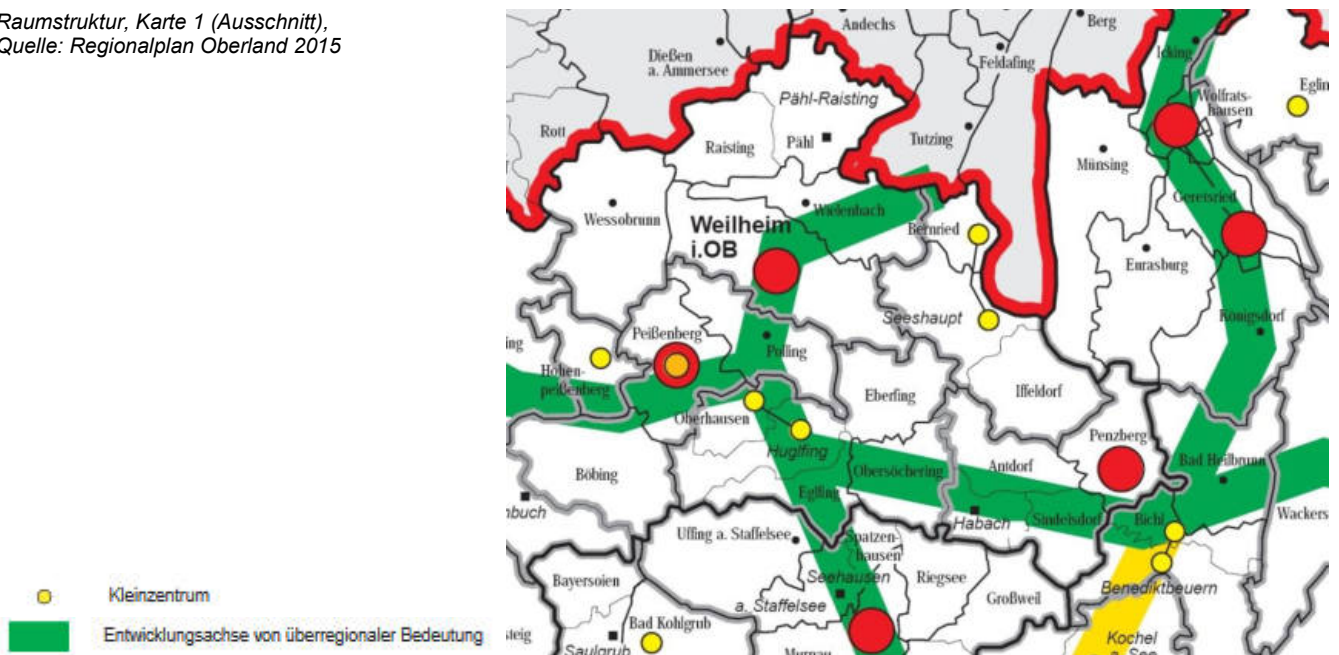 Raumstruktur, Karte 1 (Ausschnitt),
Quelle: Regionalplan Oberland 2015
Andechs
Berg
Dießen
a. Ammersee
Feldafing
Icking
Pähl-Raisting
Wolfrats-
hausen
Rott
Raisting
Pähl
Tutzing
Münsing
Wessobrunn
Wielenbach
Geretsried
Weilheim
i.OB
Bernried
Eurasburg
Seeshaupt
Königsdorf
Peißenberg
Polling
Hohen-
peißenberg
Eberfing
Iffeldorf
Oberhausen
Huglfing
Penzberg
Böbing
Obersöchering
Antdorf
Bad Heilbrunn
Eglfing
Habach
Sindelsdorf
Bichl
Uffing a. Staffelsee
Spatzen-
hausen
Bayersoien
Seehausen
a. Staffelsee
Riegsee
Großweil
Benediktbeuern
Kleinzentrum
Entwicklungsachse von überregionaler Bedeutung
Bad Kohlgrub
Saulgrub
Murnau
Kochel
a. See